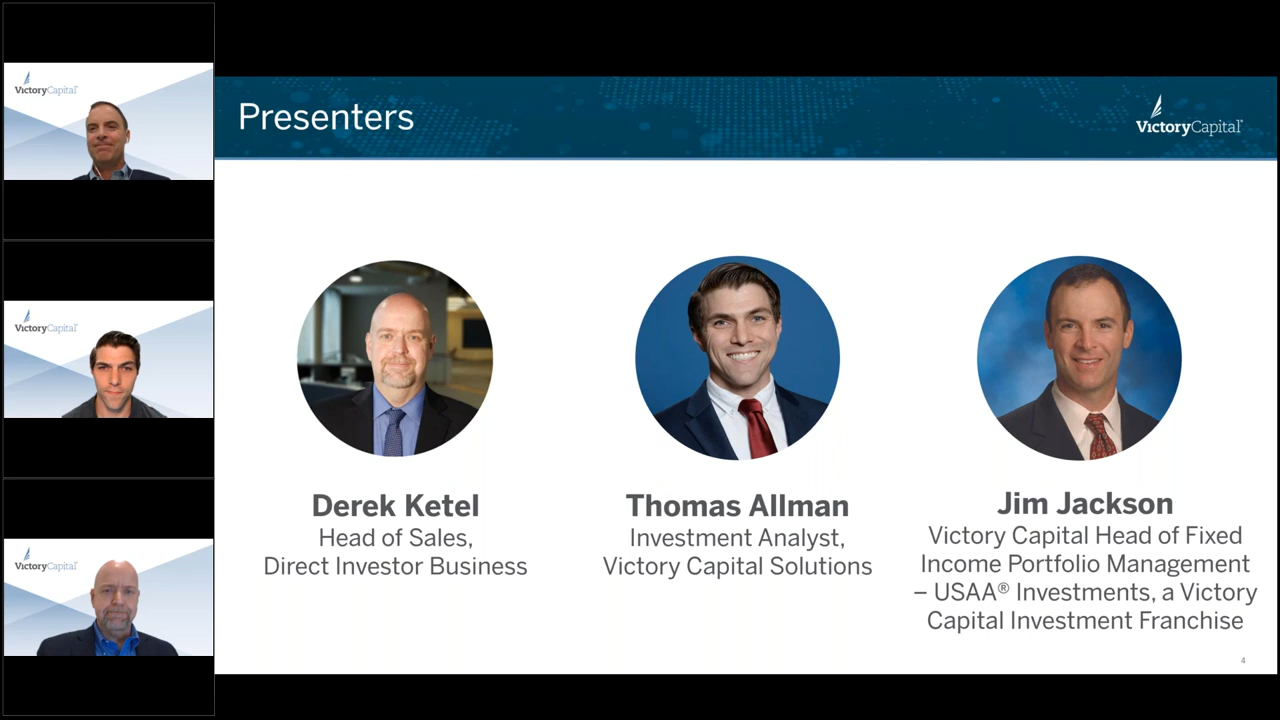 VictoryCapital
VictoryCapital
VictoryCapital
Presenters
VictoryCapital
Derek Ketel
Head of Sales,
Direct Investor Business
Thomas Allman
Investment Analyst,
Victory Capital Solutions
Jim Jackson
Victory Capital Head of Fixed
Income Portfolio Management
– USAA® Investments, a Victory
Capital Investment Franchise
4